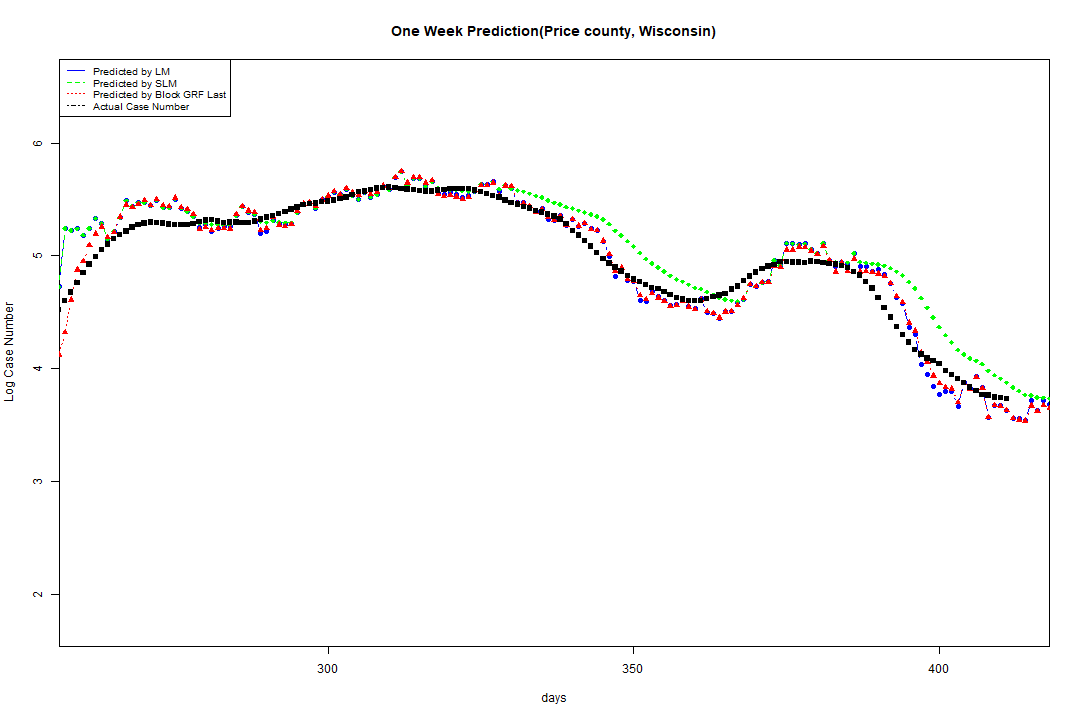 One Week Prediction(Price county, Wisconsin)
Predicted by LM
Predicted by SLM
Predicted by Block GRF Last
Actual Case Number
6
5
4
3
2
Log Case Number
300
350
400
days